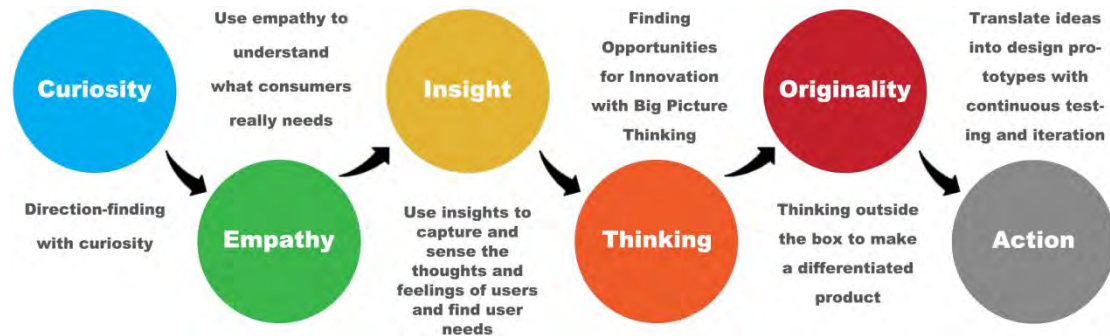 Curiosity
Direction-finding
with curiosity
Use empathy to
understand
what consumers
really needs
Empathy
Insight
Use insights to
capture and
sense the
thoughts and
feelings of users
and find user
needs
Finding
Opportunities
for Innovation
with Big Picture
Thinking
Thinking
Originality
Thinking outside
the box to make
a differentiated
product
Translate ideas
into design pro-
totypes with
continuous test-
ing and iteration
Action